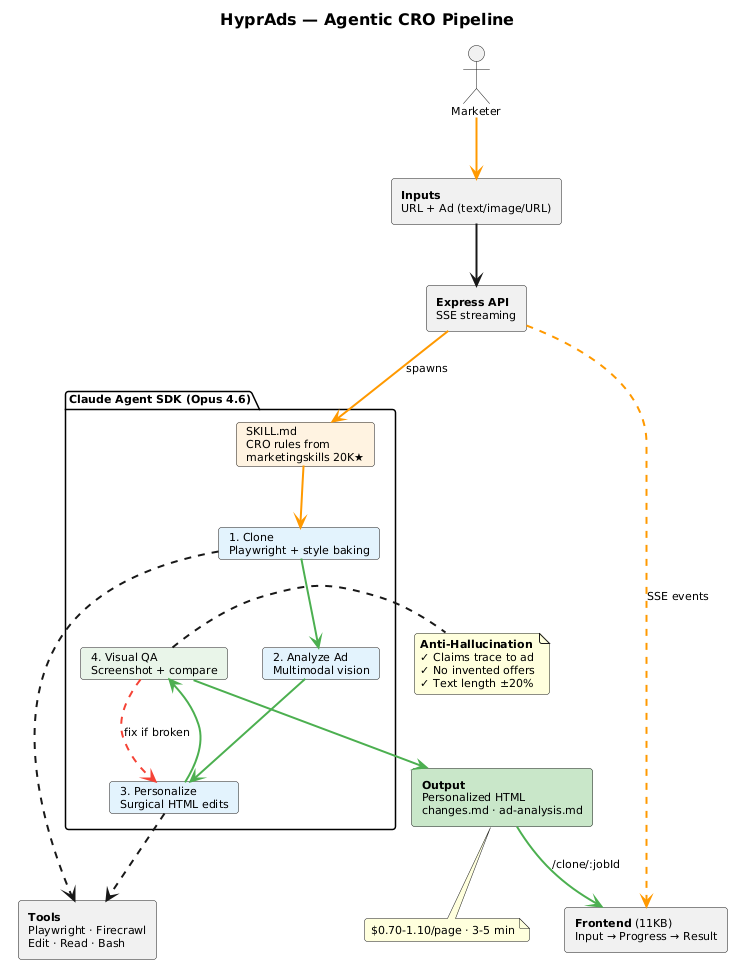 HyprAds — Agentic CRO Pipeline
Marketer
Inputs
URL + Ad (text/image/URL)
Express API
SSE streaming
spawns
Claude Agent SDK (Opus 4.6)
SKILL.md
CRO rules from
marketingskills 20K★
1. Clone
Playwright + style baking
SSE events
4. Visual QA
Screenshot + compare
2. Analyze Ad
Multimodal vision
Anti-Hallucination
✓ Claims trace to ad
✓ No invented offers
✓ Text length ±20%
fix if broken
3. Personalize
Surgical HTML edits
Output
Personalized HTML
changes.md · ad-analysis.md
/clone/:jobId
$0.70-1.10/page · 3-5 min
Tools
Playwright · Firecrawl
Edit · Read · Bash
Frontend (11KB)
Input → Progress → Result